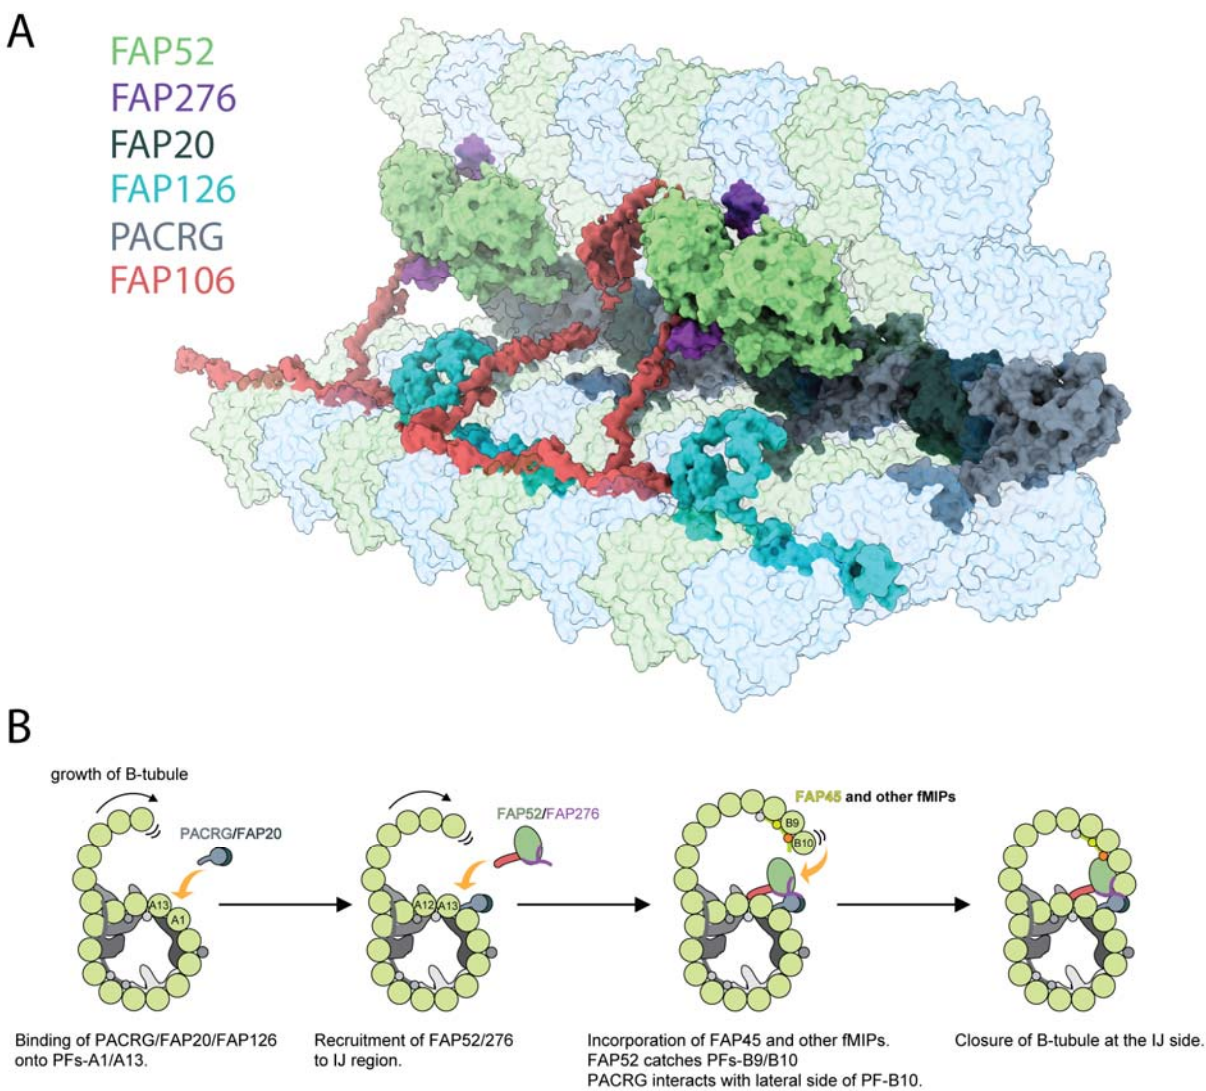 A
FAP52
FAP276
FAP20
FAP126
PACRG
FAP106
B
growth of B-tubule
PACRG/FAP20
A13
A1
FAP52/FAP276
A12
A13
FAP45 and other fMIPs
B9
B10
Binding of PACRG/FAP20/FAP126
onto PFs-A1/A13.
Recruitment of FAP52/276
to IJ region.
Incorporation of FAP45 and other fMIPs.
FAP52 catches PFs-B9/B10
PACRG interacts with lateral side of PF-B10.
Closure of B-tubule at the IJ side.